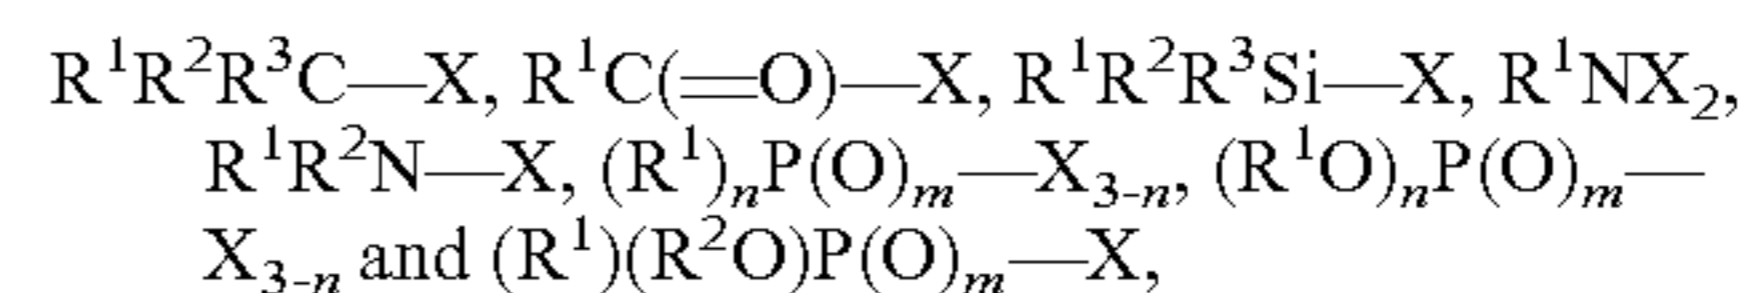 R¹R²R³C—X, R¹C(═O)—X, R¹R²R³Si—X, R¹NX₂,
R¹R²N—X, (R¹)ₙP(O)ₘ—X₃₋ₙ, (R¹O)ₙP(O)ₘ—
X₃₋ₙ and (R¹)(R²O)P(O)ₘ—X,